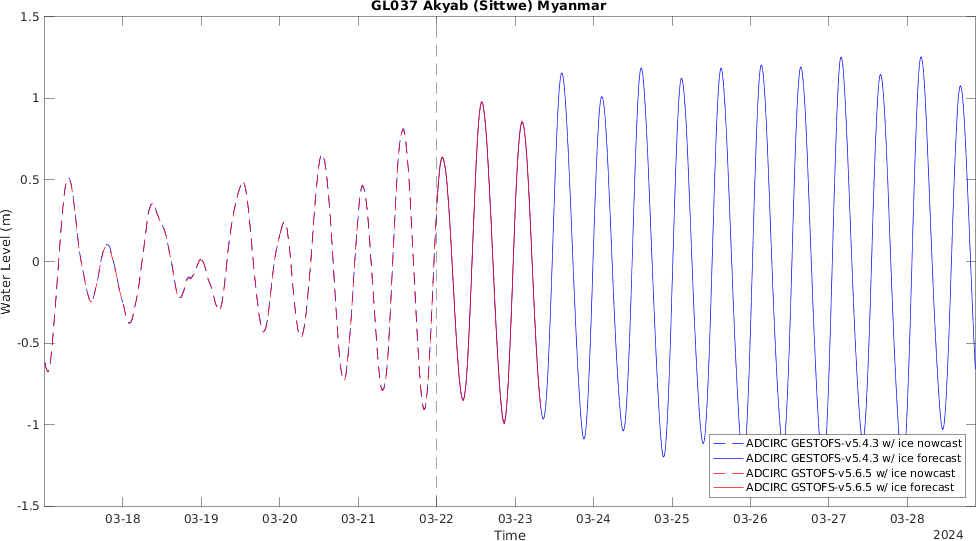 GL037 Akyab (Sittwe) Myanmar
1.5
1
0.5
0
-0.5
-1
-1.5
Water Level (m)
ADCIRC GESTOFS-v5.4.3 w/ ice nowcast
ADCIRC GESTOFS-v5.4.3 w/ ice forecast
ADCIRC GSTOFS-v5.6.5 w/ ice nowcast
ADCIRC GSTOFS-v5.6.5 w/ ice forecast
03-18 03-19 03-20 03-21 03-22 03-23 03-24 03-25 03-26 03-27 03-28
Time
2024